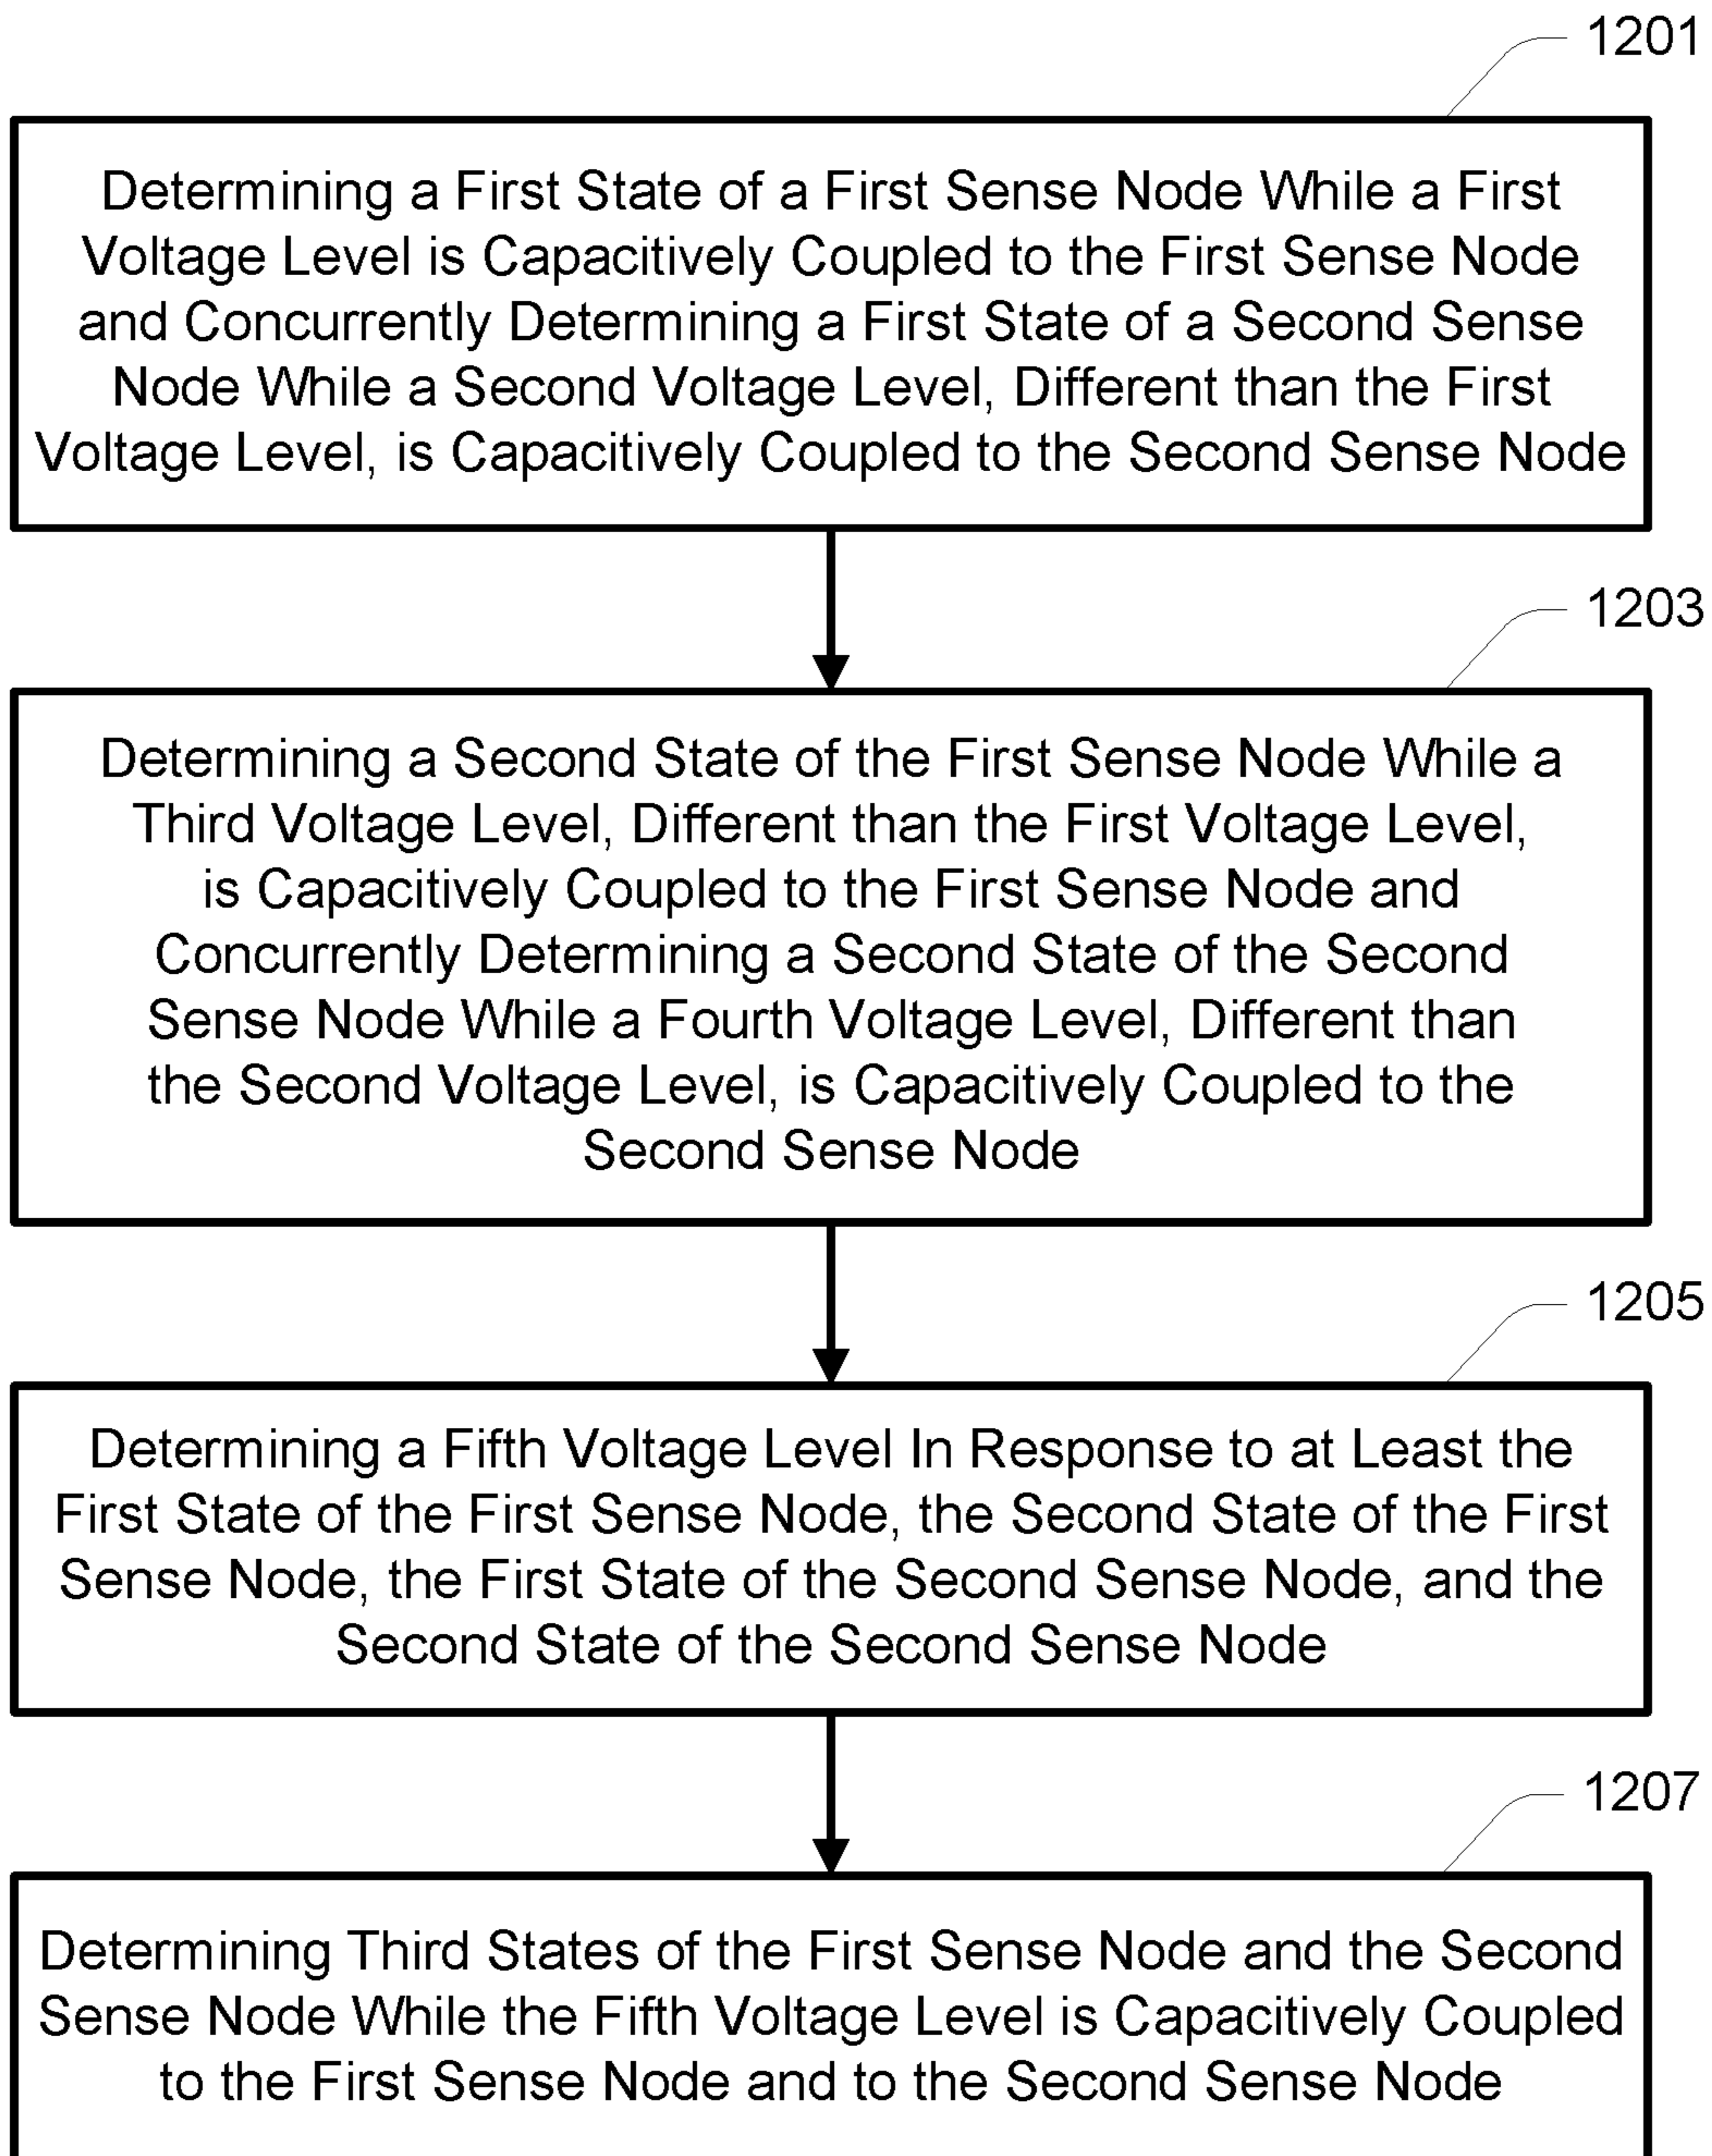 1201
Determining a First State of a First Sense Node While a First
Voltage Level is Capacitively Coupled to the First Sense Node
and Concurrently Determining a First State of a Second Sense
Node While a Second Voltage Level, Different than the First
Voltage Level, is Capacitively Coupled to the Second Sense Node
1203
Determining a Second State of the First Sense Node While a
Third Voltage Level, Different than the First Voltage Level,
is Capacitively Coupled to the First Sense Node and
Concurrently Determining a Second State of the Second
Sense Node While a Fourth Voltage Level, Different than
the Second Voltage Level, is Capacitively Coupled to the
Second Sense Node
1205
Determining a Fifth Voltage Level In Response to at Least the
First State of the First Sense Node, the Second State of the First
Sense Node, the First State of the Second Sense Node, and the
Second State of the Second Sense Node
1207
Determining Third States of the First Sense Node and the Second
Sense Node While the Fifth Voltage Level is Capacitively Coupled
to the First Sense Node and to the Second Sense Node